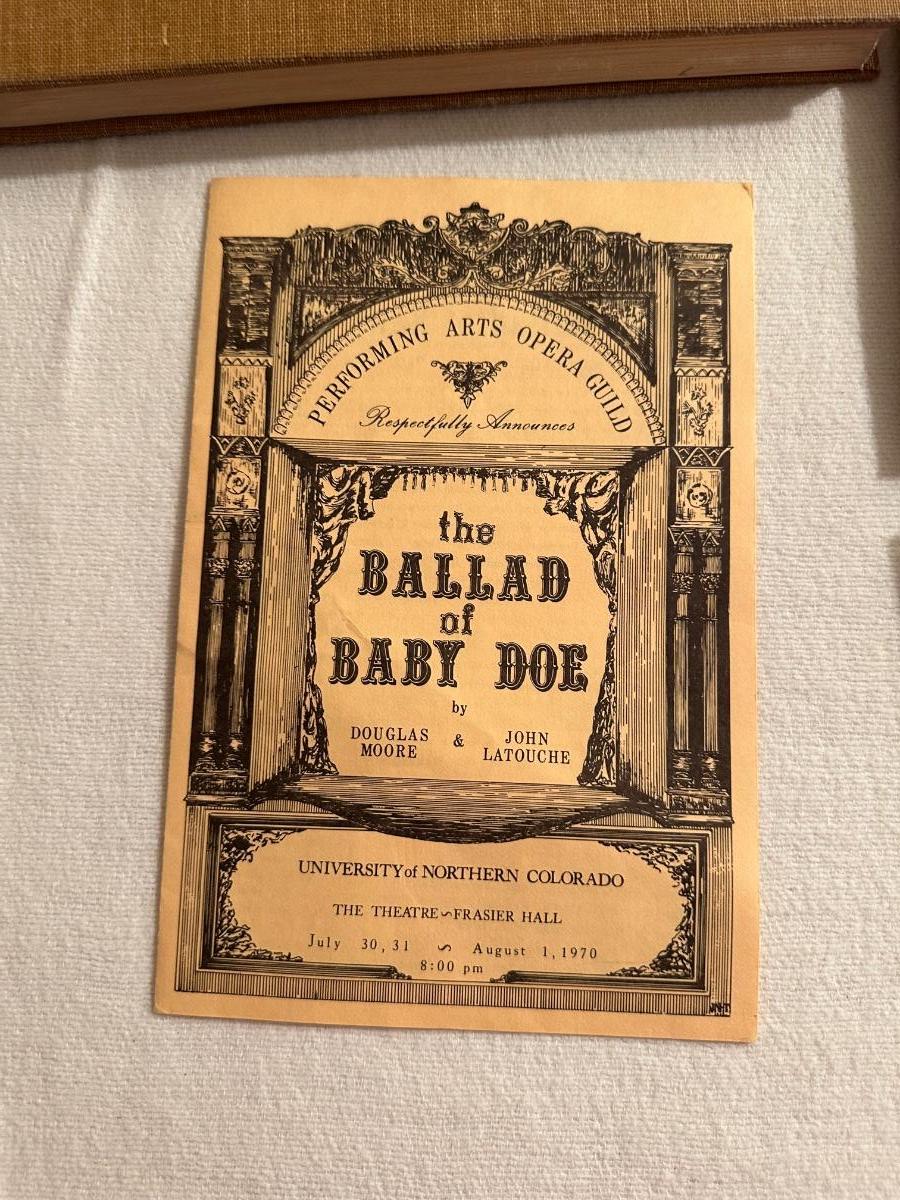 PERFORMING ARTS OPERA GUILD
Respectfully Announces
the
BALLAD
of
BABY DOE
by
DOUGLAS MOORE & JOHN LATOUCHE
UNIVERSITY of NORTHERN COLORADO
THE THEATRE ~ FRASIER HALL
July 30, 31 ~ August 1, 1970
8:00 pm